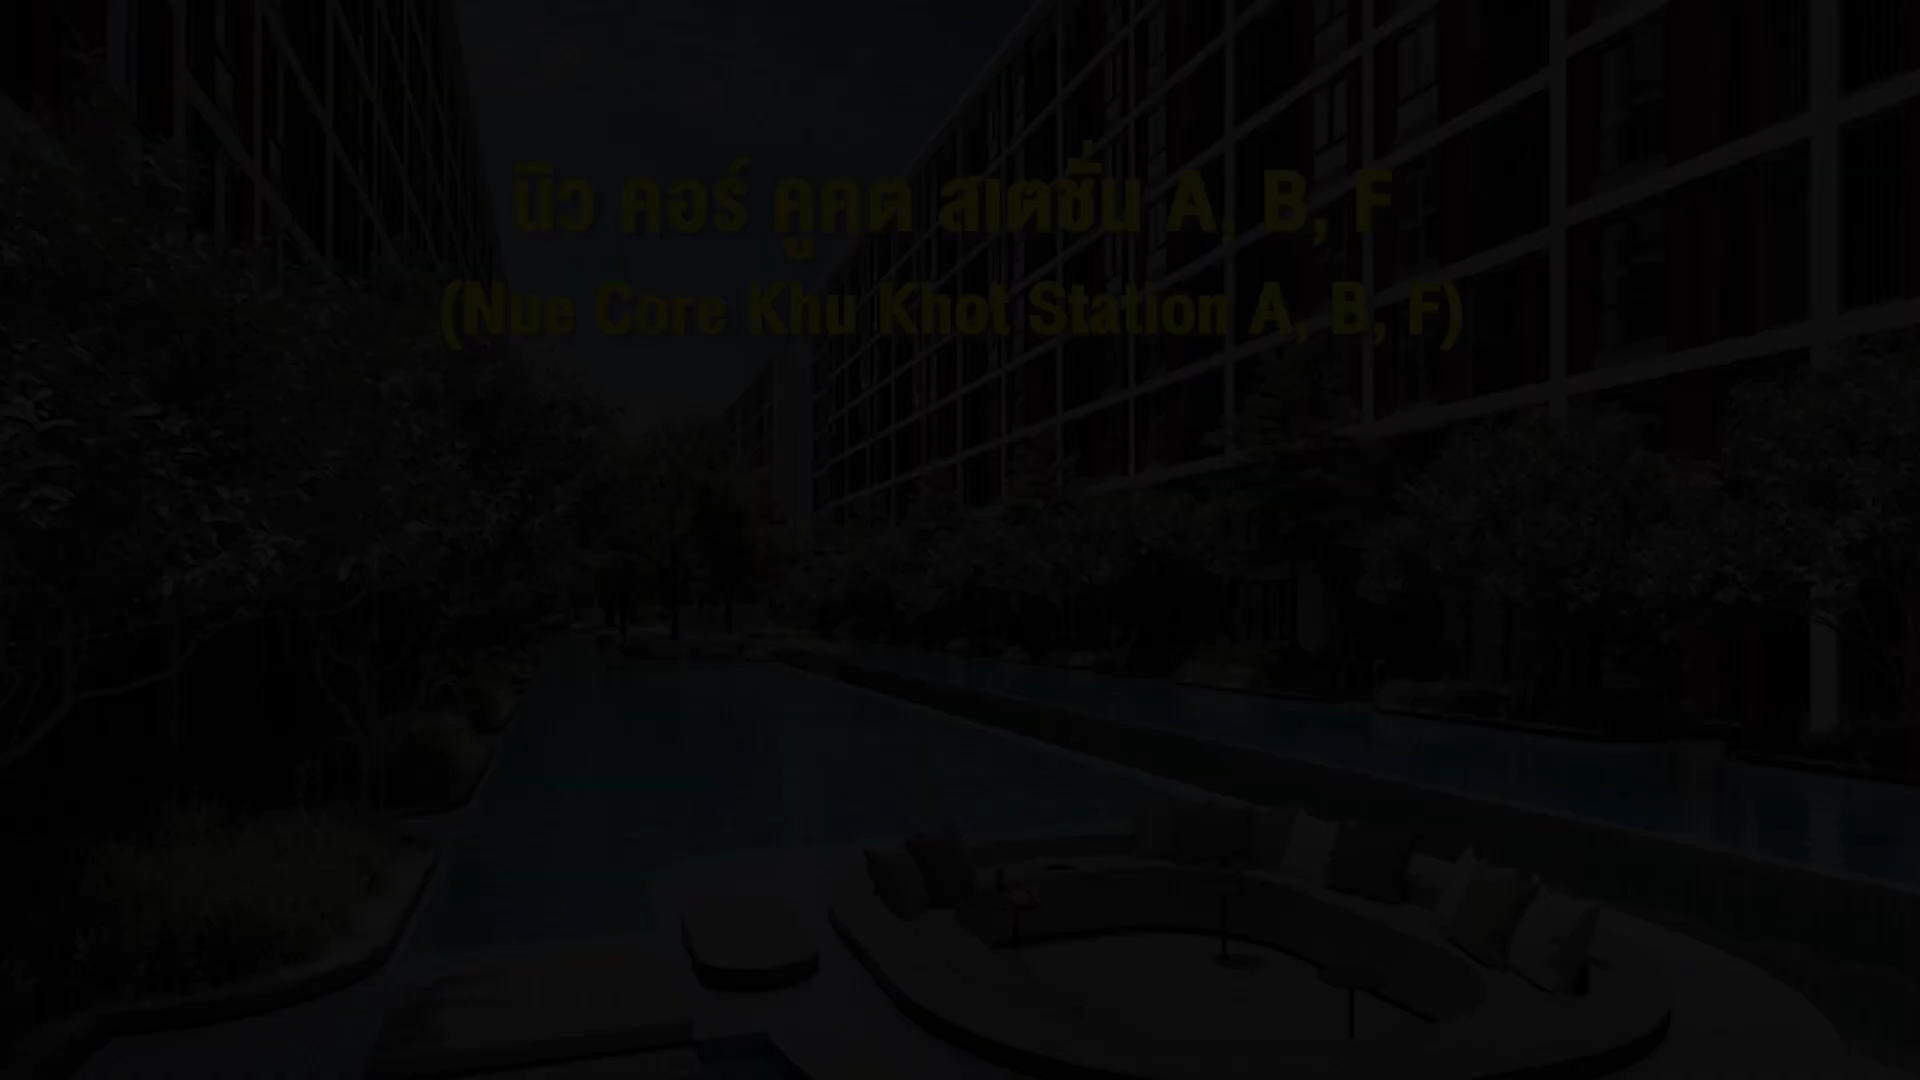 นิว คอร์ คูคต สเตชั่น A, B, F
(Nue Core Khu Khot Station A, B, F)